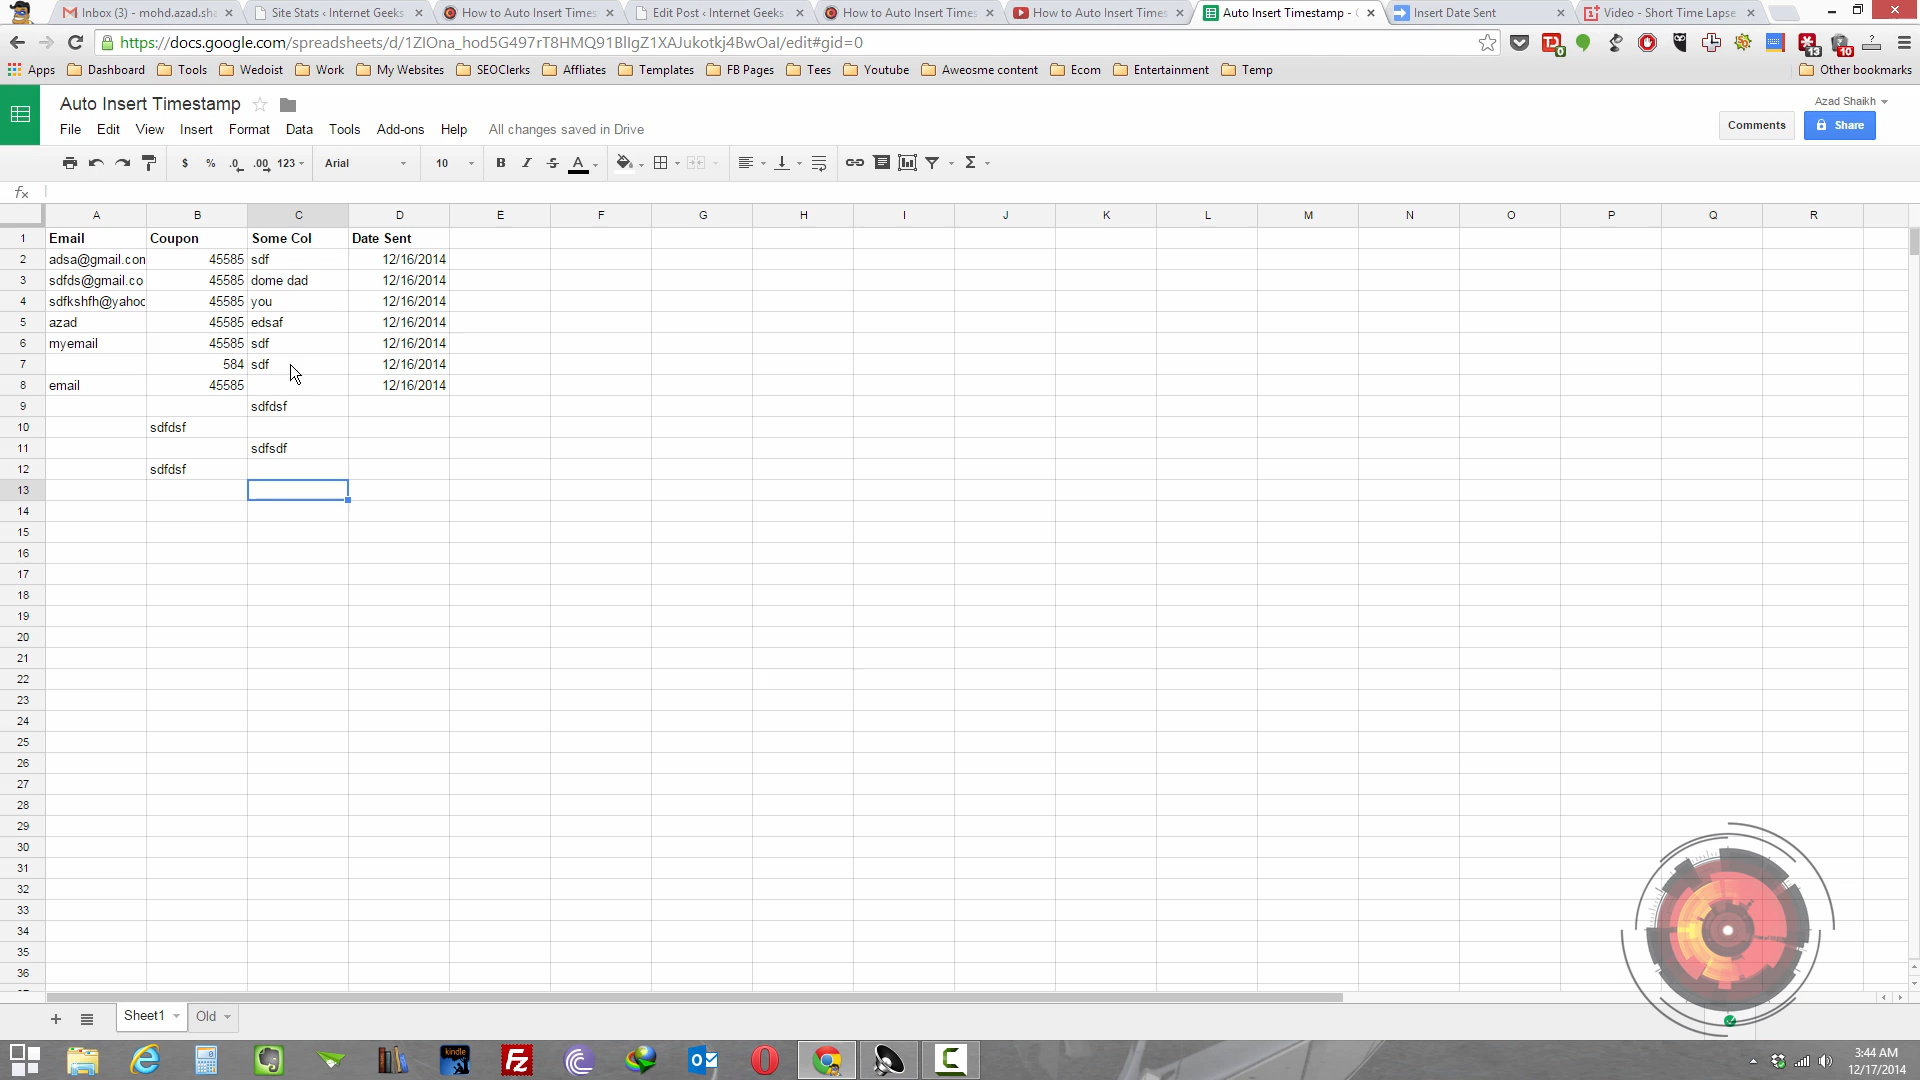 Inbox (3) - mohd.azad.sha
Site Stats ‹ Internet Geeks
How to Auto Insert Times
Edit Post ‹ Internet Geeks
How to Auto Insert Times
How to Auto Insert Times
Auto Insert Timestamp -
Insert Date Sent
Video - Short Time Lapse
https://docs.google.com/spreadsheets/d/1ZIOna_hod5G497rT8HMQ91BlIgZ1XAJukotkj4BwOaI/edit#gid=0
0
13
10
Apps
Dashboard
Tools
Wedoist
Work
My Websites
SEOClerks
Affliates
Templates
FB Pages
Tees
Youtube
Aweosme content
Ecom
Entertainment
Temp
Other bookmarks
Auto Insert Timestamp
Azad Shaikh
File Edit View Insert Format Data Tools Add-ons Help All changes saved in Drive
Comments
Share
$ % .0 .00 123 Arial 10 B I S A Σ
fx
A B C D E F G H I J K L M N O P Q R
1 Email Coupon Some Col Date Sent
2 adsa@gmail.con 45585 sdf 12/16/2014
3 sdfds@gmail.co 45585 dome dad 12/16/2014
4 sdfkshfh@yahoc 45585 you 12/16/2014
5 azad 45585 edsaf 12/16/2014
6 myemail 45585 sdf 12/16/2014
7 584 sdf 12/16/2014
8 email 45585 12/16/2014
9 sdfdsf
10 sdfdsf
11 sdfsdf
12 sdfdsf
13
14
15
16
17
18
19
20
21
22
23
24
25
26
27
28
29
30
31
32
33
34
35
36
Sheet1
Old
kindle
3:44 AM
12/17/2014